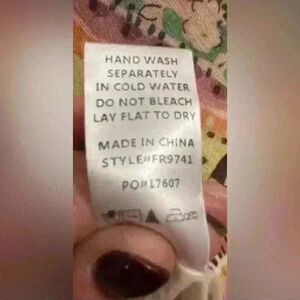 HAND WASH
SEPARATELY
IN COLD WATER
DO NOT BLEACH
LAY FLAT TO DRY
MADE IN CHINA
STYLE#FR9741
PO#17607